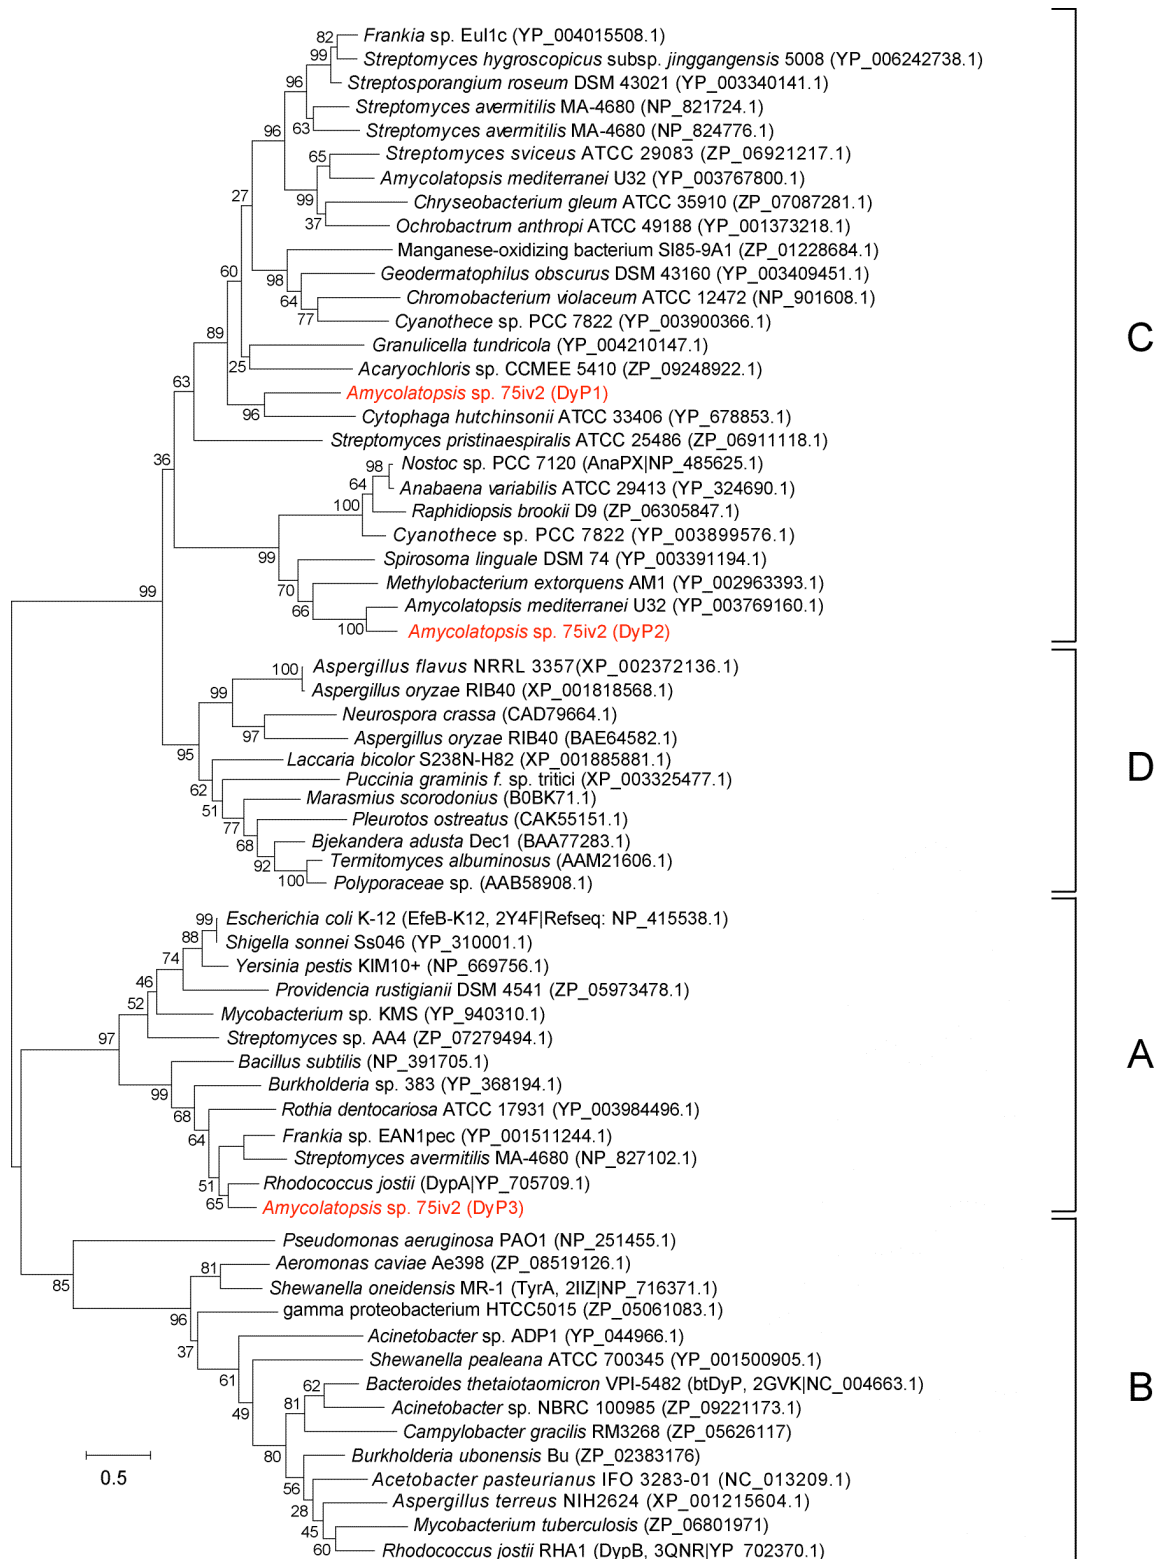 82 Frankia sp. EuI1c (YP_004015508.1)
99 Streptomyces hygroscopicus subsp. jinggangensis 5008 (YP_006242738.1)
96 Streptosporangium roseum DSM 43021 (YP_003340141.1)
Streptomyces avermitilis MA-4680 (NP_821724.1)
96 63 Streptomyces avermitilis MA-4680 (NP_824776.1)
65 Streptomyces sviceus ATCC 29083 (ZP_06921217.1)
Amycolatopsis mediterranei U32 (YP_003767800.1)
27 99 Chryseobacterium gleum ATCC 35910 (ZP_07087281.1)
37 Ochrobactrum anthropi ATCC 49188 (YP_001373218.1)
Manganese-oxidizing bacterium SI85-9A1 (ZP_01228684.1)
60 98 Geodermatophilus obscurus DSM 43160 (YP_003409451.1)
64 Chromobacterium violaceum ATCC 12472 (NP_901608.1)
77 Cyanothece sp. PCC 7822 (YP_003900366.1)
89 C
Granulicella tundricola (YP_004210147.1)
25 Acaryochloris sp. CCMEE 5410 (ZP_09248922.1)
63 Amycolatopsis sp. 75iv2 (DyP1)
96 Cytophaga hutchinsonii ATCC 33406 (YP_678853.1)
Streptomyces pristinaespiralis ATCC 25486 (ZP_06911118.1)
36 98 Nostoc sp. PCC 7120 (AnaPX|NP_485625.1)
64 Anabaena variabilis ATCC 29413 (YP_324690.1)
100 Raphidiopsis brookii D9 (ZP_06305847.1)
Cyanothece sp. PCC 7822 (YP_003899576.1)
99 Spirosoma linguale DSM 74 (YP_003391194.1)
99 70 Methylobacterium extorquens AM1 (YP_002963393.1)
66 Amycolatopsis mediterranei U32 (YP_003769160.1)
100 Amycolatopsis sp. 75iv2 (DyP2)
100 Aspergillus flavus NRRL 3357(XP_002372136.1)
99 Aspergillus oryzae RIB40 (XP_001818568.1)
Neurospora crassa (CAD79664.1)
97 Aspergillus oryzae RIB40 (BAE64582.1)
95 Laccaria bicolor S238N-H82 (XP_001885881.1)
D
62 Puccinia graminis f. sp. tritici (XP_003325477.1)
51 Marasmius scorodonius (B0BK71.1)
77 Pleurotos ostreatus (CAK55151.1)
68 Bjekandera adusta Dec1 (BAA77283.1)
92 Termitomyces albuminosus (AAM21606.1)
100 Polyporaceae sp. (AAB58908.1)
99 Escherichia coli K-12 (EfeB-K12, 2Y4F|Refseq: NP_415538.1)
88 Shigella sonnei Ss046 (YP_310001.1)
74 Yersinia pestis KIM10+ (NP_669756.1)
46 Providencia rustigianii DSM 4541 (ZP_05973478.1)
52 Mycobacterium sp. KMS (YP_940310.1)
97 Streptomyces sp. AA4 (ZP_07279494.1)
A
Bacillus subtilis (NP_391705.1)
99 Burkholderia sp. 383 (YP_368194.1)
68 Rothia dentocariosa ATCC 17931 (YP_003984496.1)
64 Frankia sp. EAN1pec (YP_001511244.1)
Streptomyces avermitilis MA-4680 (NP_827102.1)
51 Rhodococcus jostii (DypA|YP_705709.1)
65 Amycolatopsis sp. 75iv2 (DyP3)
Pseudomonas aeruginosa PAO1 (NP_251455.1)
85 81 Aeromonas caviae Ae398 (ZP_08519126.1)
Shewanella oneidensis MR-1 (TyrA, 2IIZ|NP_716371.1)
96 gamma proteobacterium HTCC5015 (ZP_05061083.1)
37 Acinetobacter sp. ADP1 (YP_044966.1)
61 Shewanella pealeana ATCC 700345 (YP_001500905.1)
62 Bacteroides thetaiotaomicron VPI-5482 (btDyP, 2GVK|NC_004663.1)
B
49 81 Acinetobacter sp. NBRC 100985 (ZP_09221173.1)
Campylobacter gracilis RM3268 (ZP_05626117)
80 Burkholderia ubonensis Bu (ZP_02383176)
0.5
56 Acetobacter pasteurianus IFO 3283-01 (NC_013209.1)
28 Aspergillus terreus NIH2624 (XP_001215604.1)
45 Mycobacterium tuberculosis (ZP_06801971)
60 Rhodococcus jostii RHA1 (DypB, 3QNR|YP_702370.1)